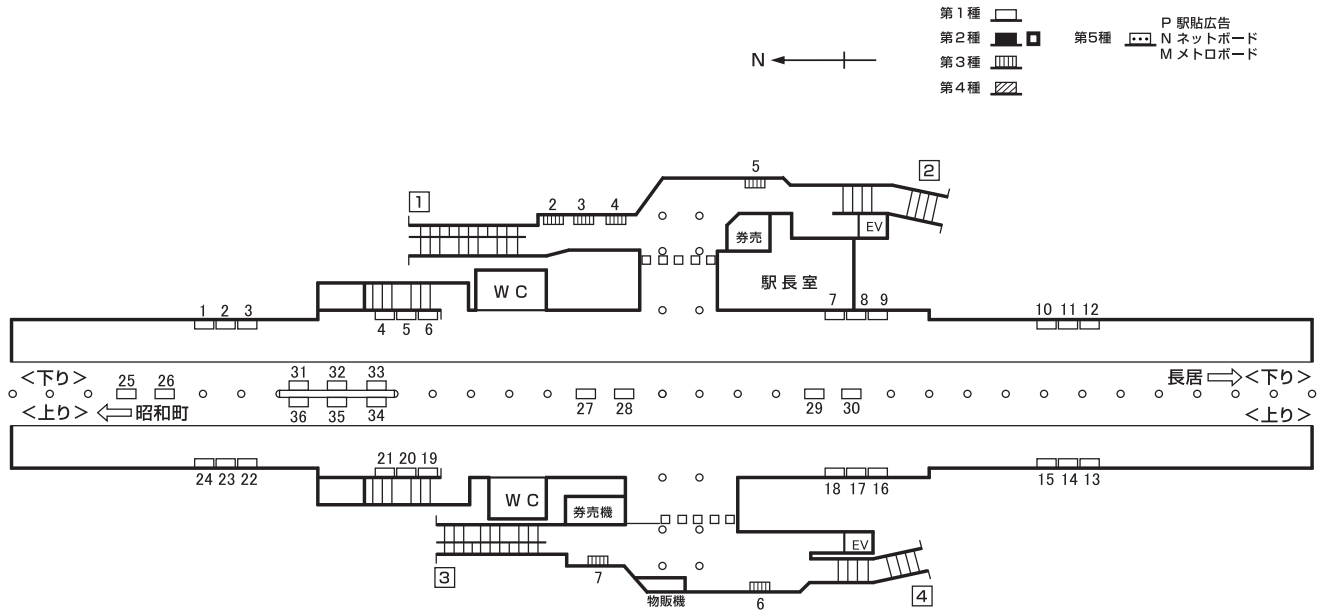 第1種
第2種
第3種
第4種
第5種
P 駅貼広告
N ネットボード
M メトロボード
N
1
2
2 3 4
5
EV
券売
WC
駅長室
1 2 3
4 5 6
7 8 9
10 11 12
<下り>
25 26
31 32 33
長居
<下り>
<上り>
昭和町
36 35 34
27 28
29 30
<上り>
24 23 22
21 20 19
18 17 16
15 14 13
WC
券売機
EV
3
7
物販機
6
4